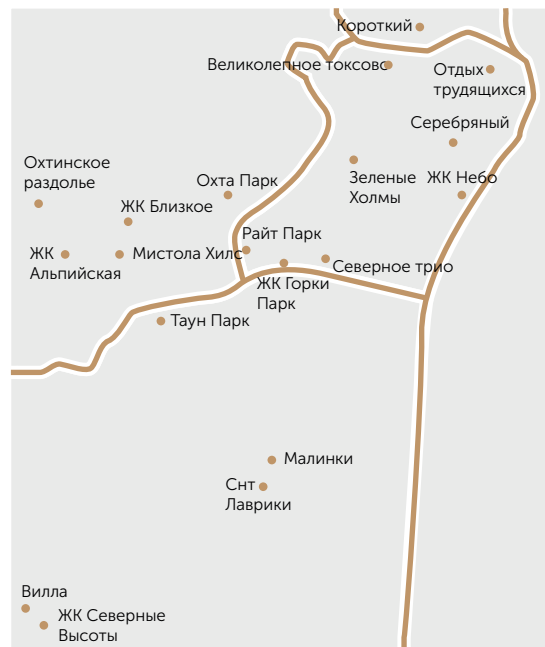 Короткий
Великолепное токсово
Отдых
трудящихся
Серебряный
Охтинское
раздолье
Охта Парк
Зеленые
Холмы
ЖК Небо
ЖК Близкое
Райт Парк
ЖК
Альпийская
Мистола Хилс
Северное трио
ЖК Горки
Парк
Таун Парк
Малинки
Снт
Лаврики
Вилла
ЖК Северные
Высоты